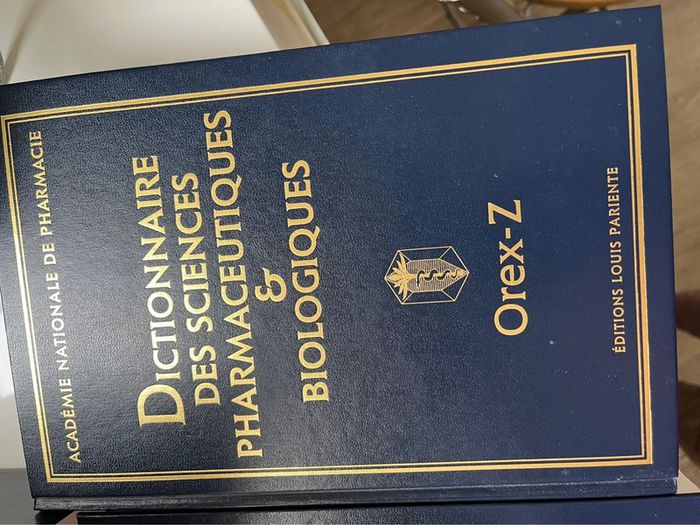 ACADÉMIE NATIONALE DE PHARMACIE
DICTIONNAIRE
DES SCIENCES
PHARMACEUTIQUES
&
BIOLOGIQUES
Orex-Z
ÉDITIONS LOUIS PARIENTE